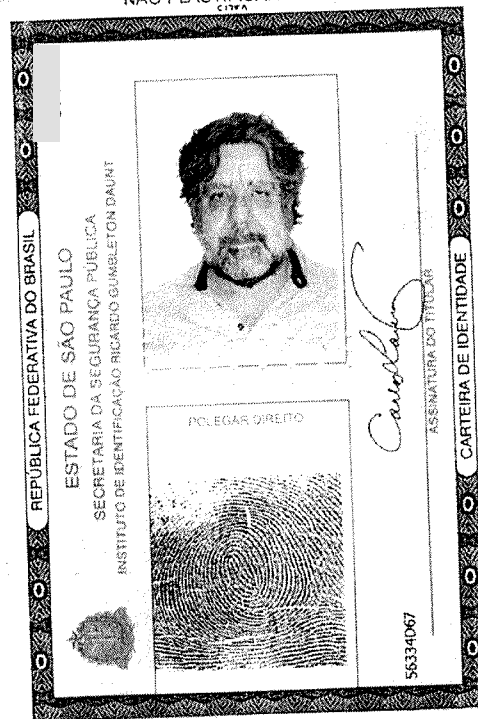 REPÚBLICA FEDERATIVA DO BRASIL
ESTADO DE SÃO PAULO
SECRETARIA DA SEGURANÇA PÚBLICA
INSTITUTO DE IDENTIFICAÇÃO RICARDO GUMBLETON DAUNT
POLEGAR DIREITO
56334D67
ASSINATURA DO TITULAR
CARTEIRA DE IDENTIDADE